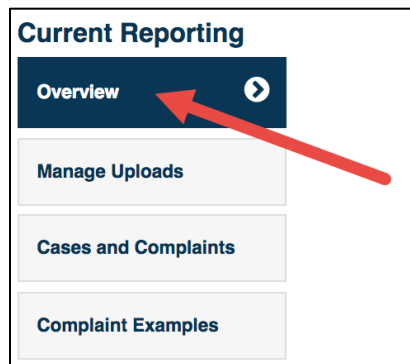 Current Reporting
Overview
Manage Uploads
Cases and Complaints
Complaint Examples